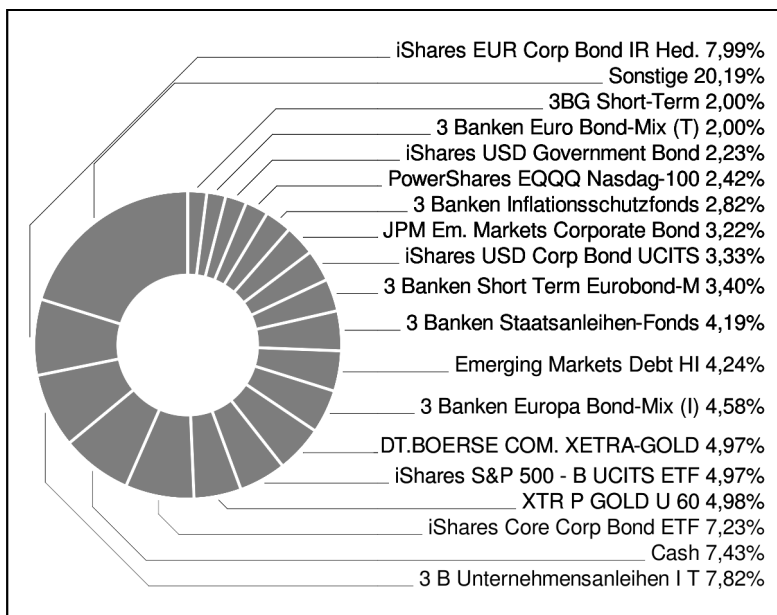 iShares EUR Corp Bond IR Hed. 7,99%
Sonstige 20,19%
3BG Short-Term 2,00%
3 Banken Euro Bond-Mix (T) 2,00%
iShares USD Government Bond 2,23%
PowerShares EQQQ Nasdag-100 2,42%
3 Banken Inflationsschutzfonds 2,82%
JPM Em. Markets Corporate Bond 3,22%
iShares USD Corp Bond UCITS 3,33%
3 Banken Short Term Eurobond-M 3,40%
3 Banken Staatsanleihen-Fonds 4,19%
Emerging Markets Debt HI 4,24%
3 Banken Europa Bond-Mix (I) 4,58%
DT.BOERSE COM. XETRA-GOLD 4,97%
iShares S&P 500 - B UCITS ETF 4,97%
XTR P GOLD U 60 4,98%
iShares Core Corp Bond ETF 7,23%
Cash 7,43%
3 B Unternehmensanleihen I T 7,82%